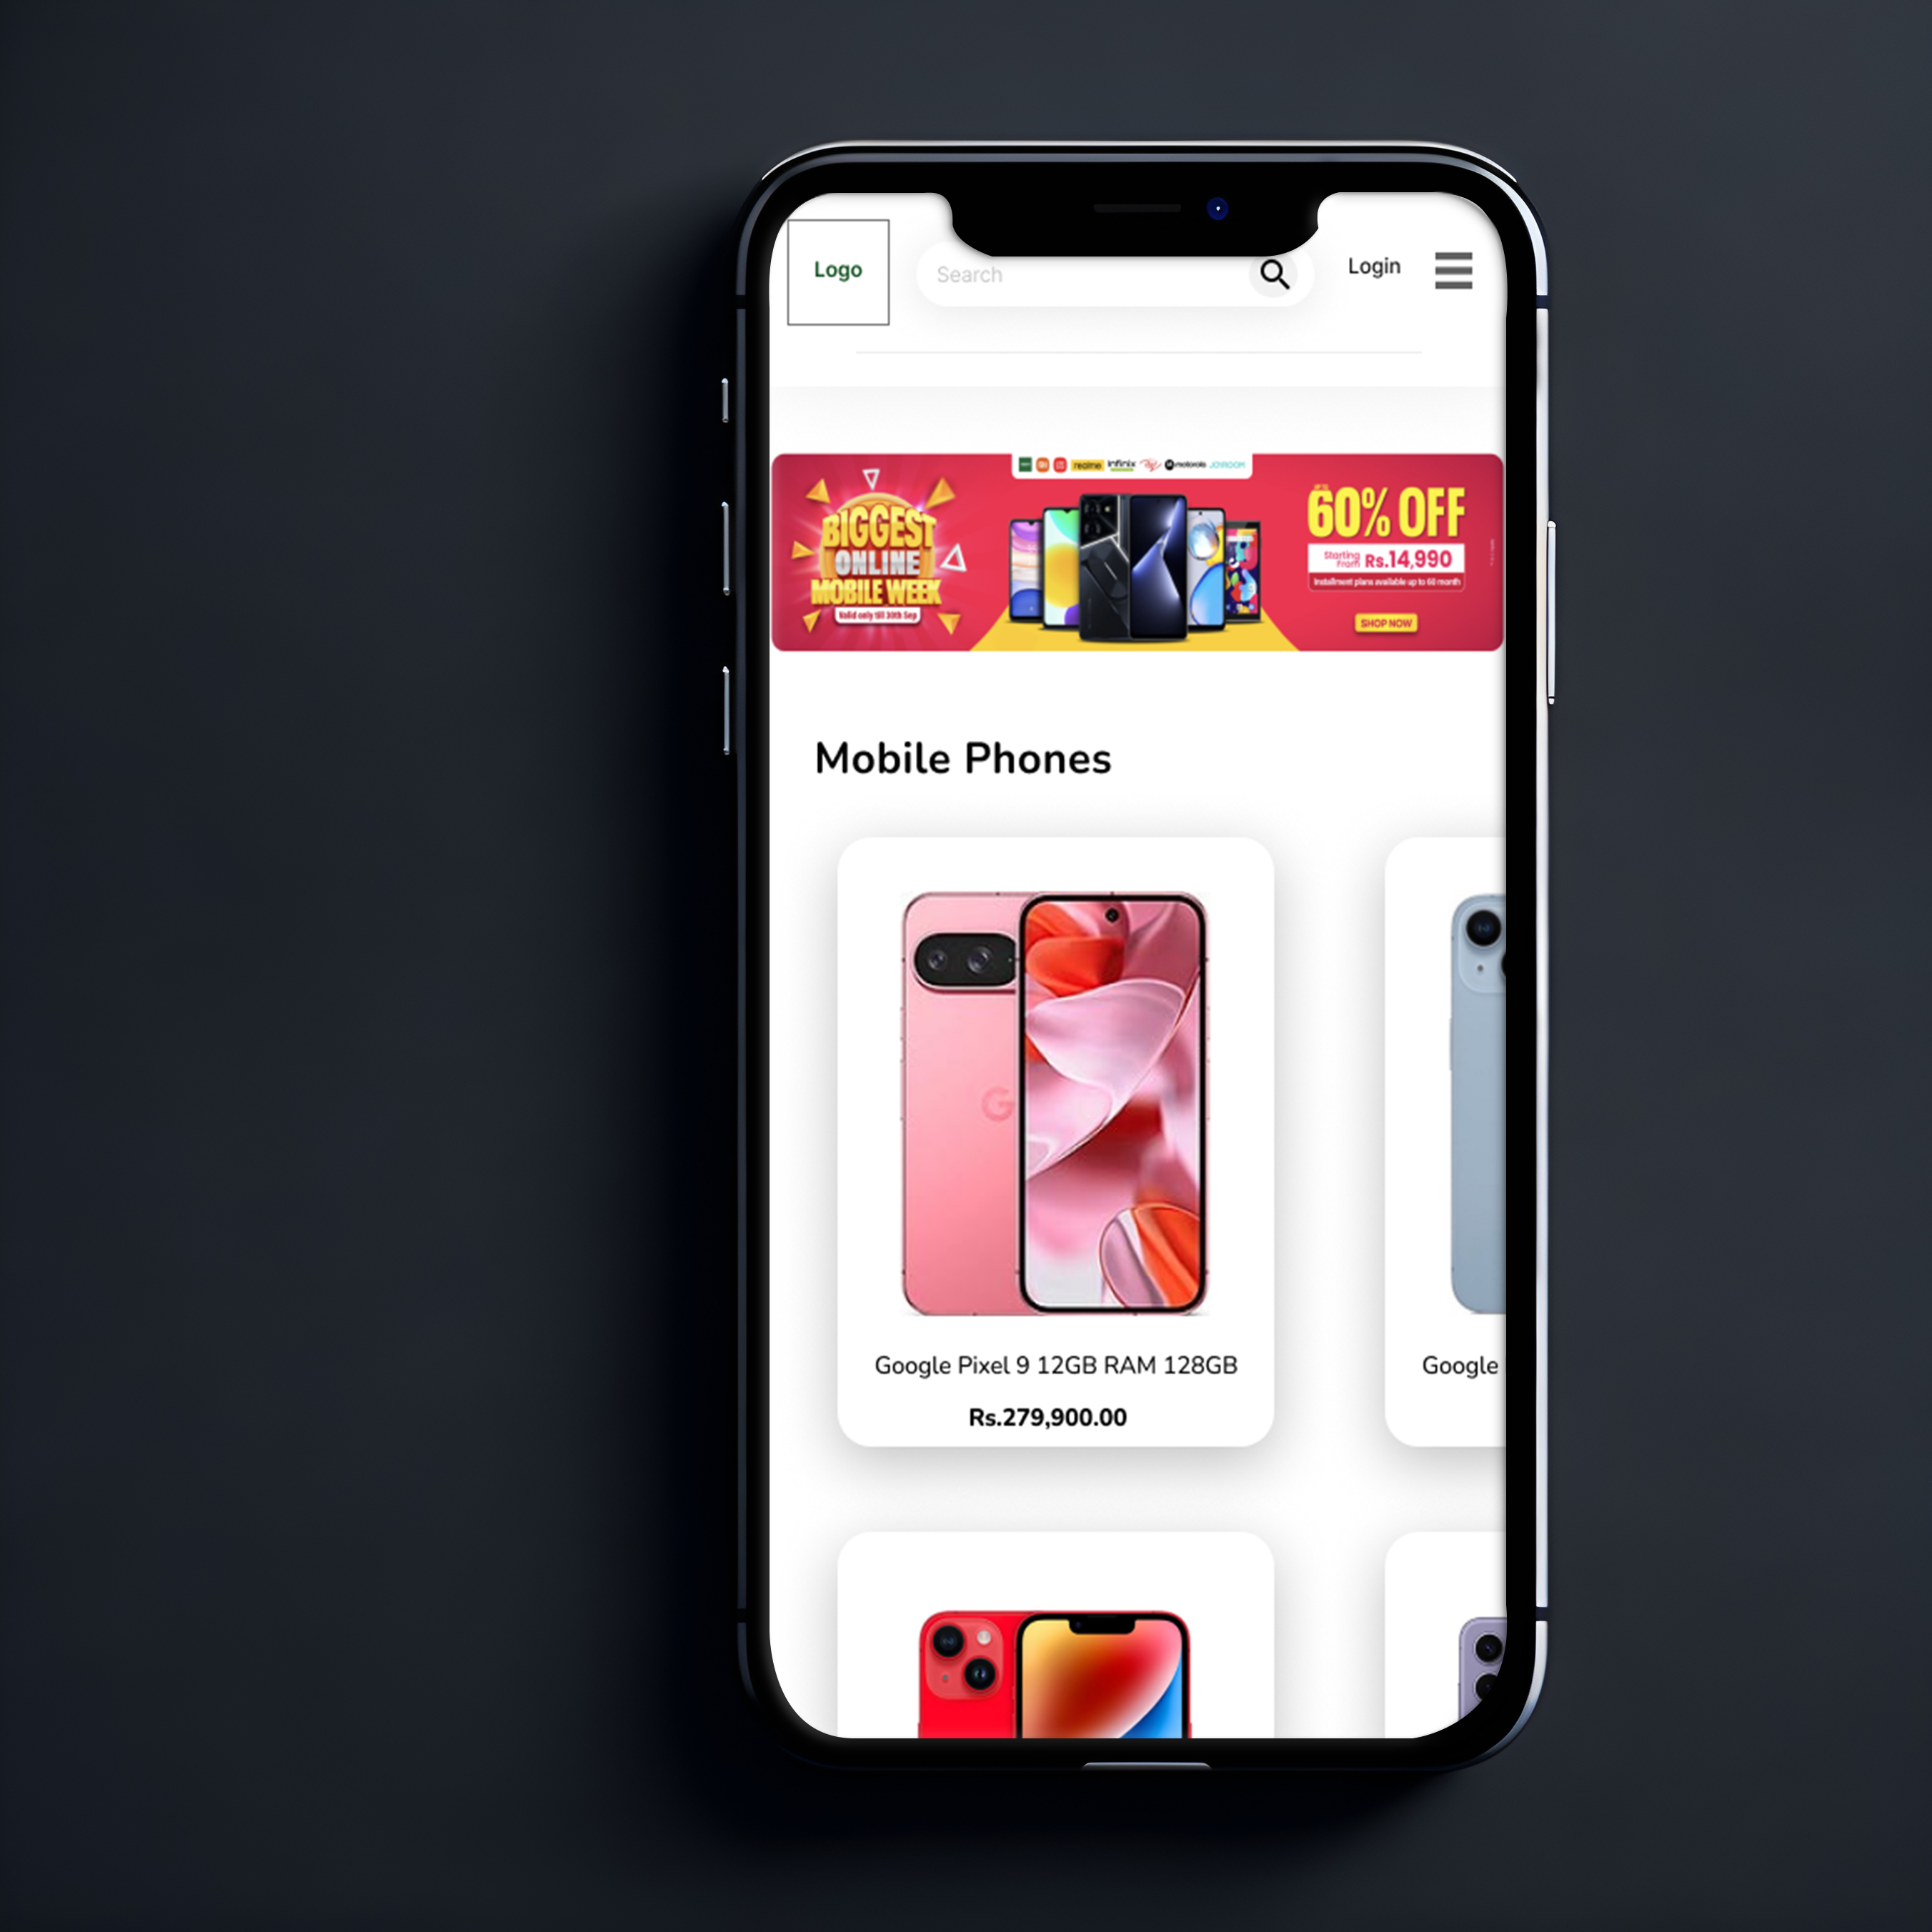 Logo
Search
Login
realme infinix itel motorola JOYROOM
BIGGEST
ONLINE
MOBILE WEEK
Valid only till 30th Sep
60% OFF
Starting
From Rs.14,990
Installment plans available up to 60 month
SHOP NOW
Mobile Phones
G
Google Pixel 9 12GB RAM 128GB
Google
Rs.279,900.00